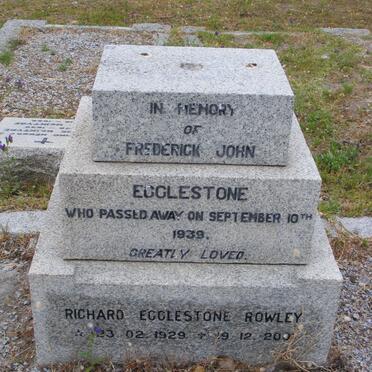 IN MEMORY
OF
FREDERICK JOHN
ECCLESTONE
WHO PASSED AWAY ON SEPTEMBER 10TH
1939.
GREATLY LOVED.
RICHARD ECCLESTONE ROWLEY
23 02 1929